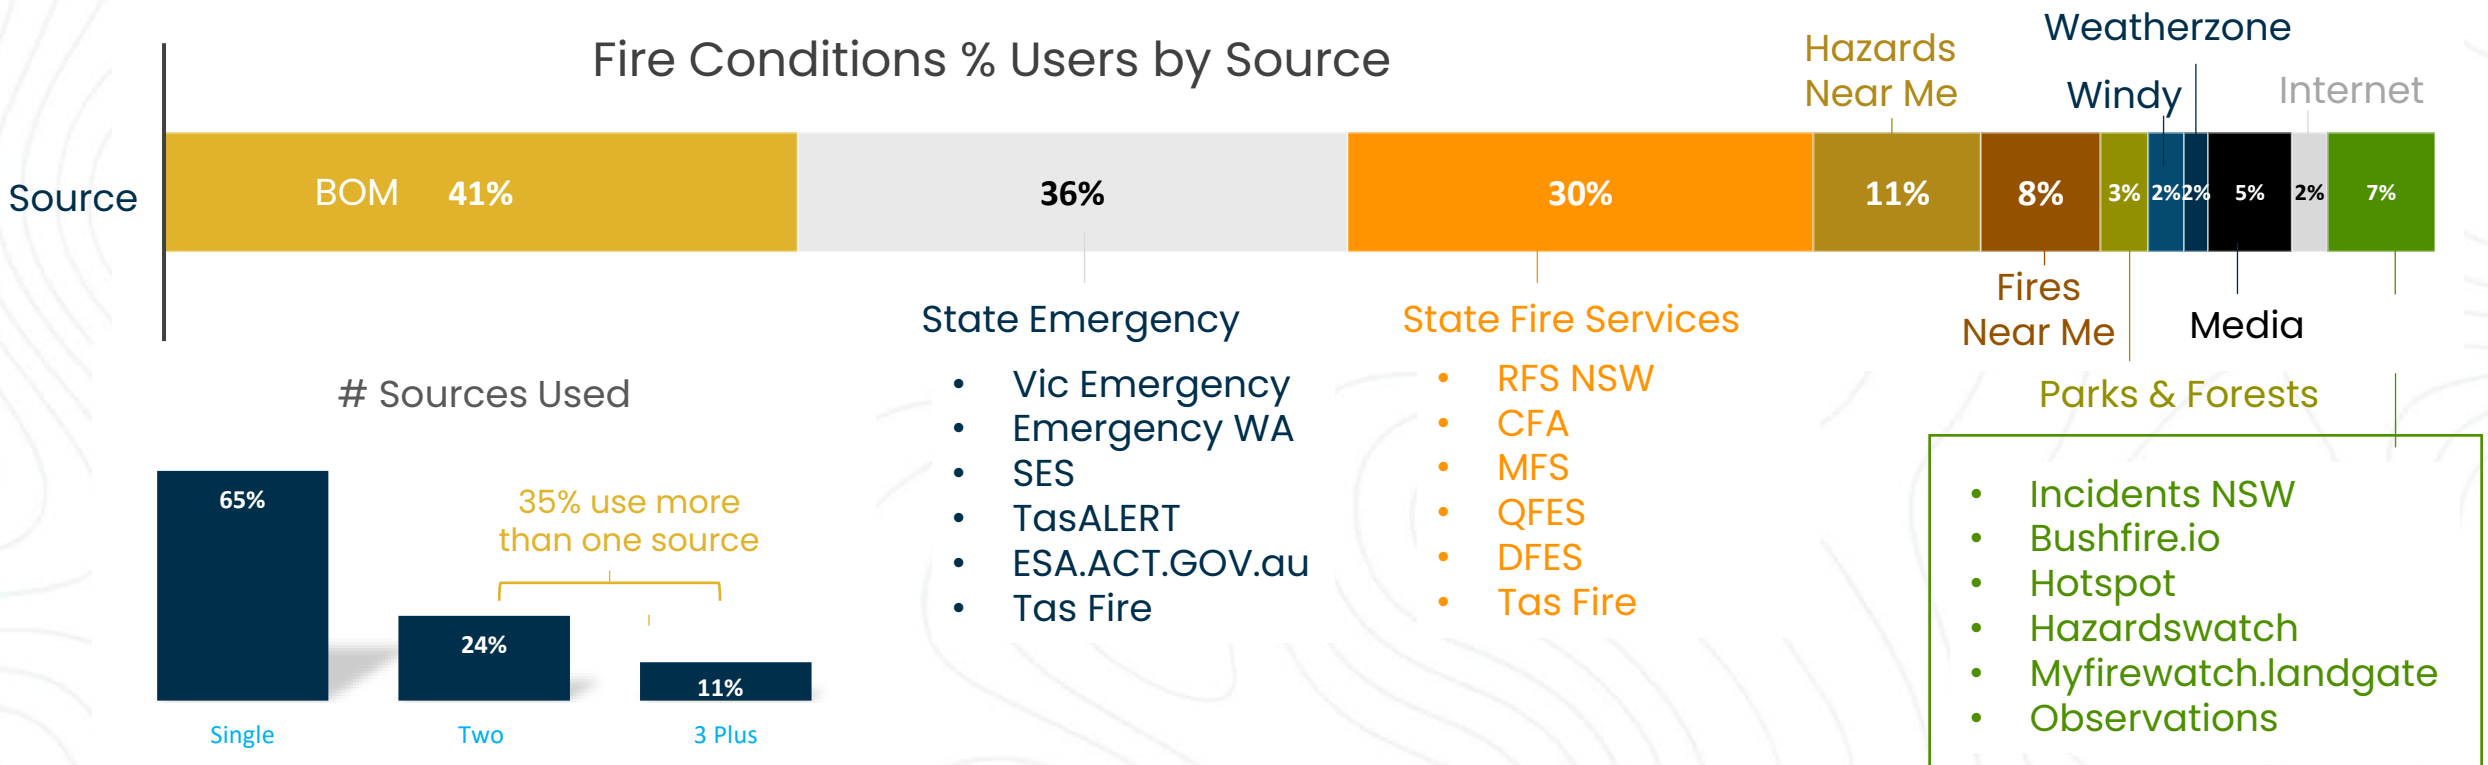 Fire Conditions % Users by Source
Hazards
Near Me
Weatherzone
Windy
Internet
Source
BOM 41%
36%
30%
11%
8%
3%
2%
2%
5%
2%
7%
State Emergency
• Vic Emergency
• Emergency WA
• SES
• TasALERT
• ESA.ACT.GOV.au
• Tas Fire
State Fire Services
• RFS NSW
• CFA
• MFS
• QFES
• DFES
• Tas Fire
Fires
Near Me
Media
Parks & Forests
• Incidents NSW
• Bushfire.io
• Hotspot
• Hazardswatch
• Myfirewatch.landgate
• Observations
# Sources Used
65%
24%
11%
35% use more
than one source
Single
Two
3 Plus